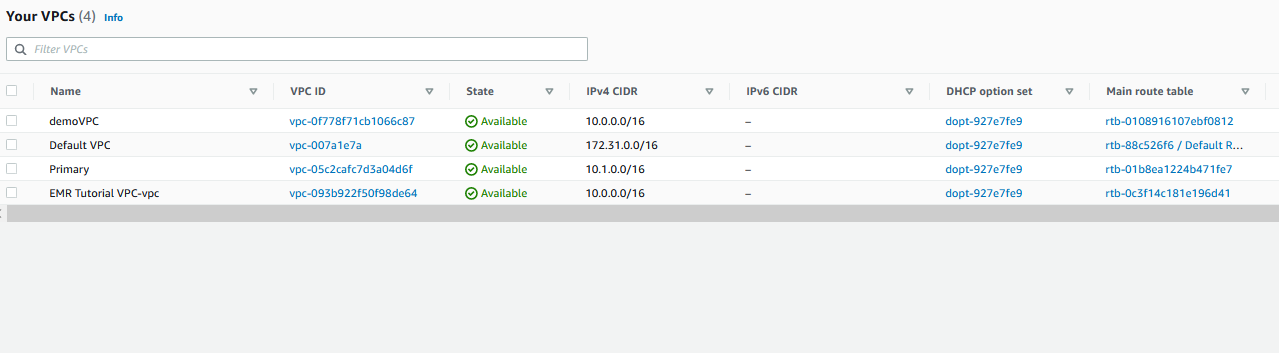 Your VPCs (4) Info
Filter VPCs
Name VPC ID State IPv4 CIDR IPv6 CIDR DHCP option set Main route table
demoVPC vpc-0f778f71cb1066c87 Available 10.0.0.0/16 – dopt-927e7fe9 rtb-0108916107ebf0812
Default VPC vpc-007a1e7a Available 172.31.0.0/16 – dopt-927e7fe9 rtb-88c526f6 / Default R...
Primary vpc-05c2cafc7d3a04d6f Available 10.1.0.0/16 – dopt-927e7fe9 rtb-01b8ea1224b471fe7
EMR Tutorial VPC-vpc vpc-093b922f50f98de64 Available 10.0.0.0/16 – dopt-927e7fe9 rtb-0c3f14c181e196d41